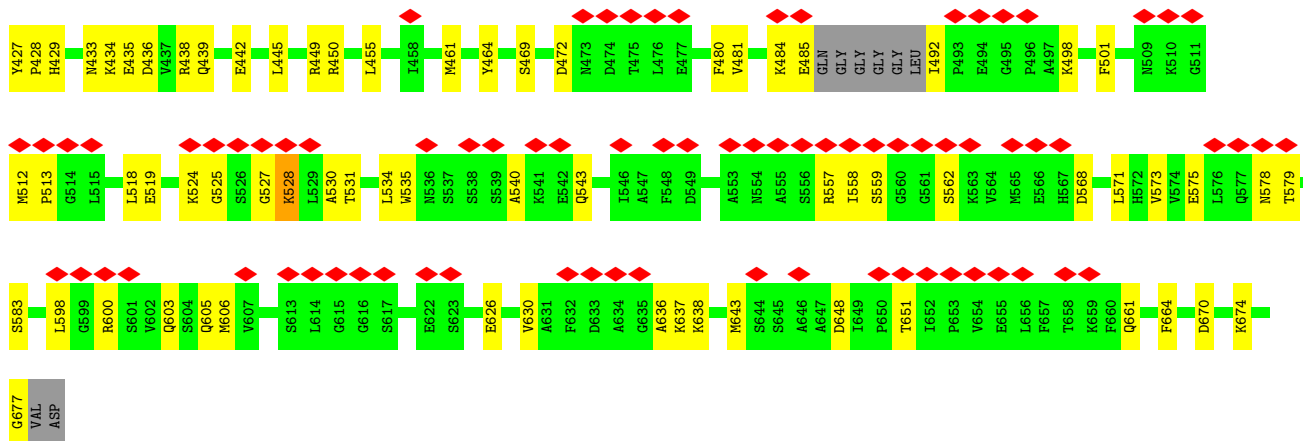 Y427 P428 H429 N433 K434 E435 D436 V437 R438 Q439 E442 L445 R449 R450 L455 I458 M461 Y464 S469 D472 N473 D474 T475 L476 E477 F480 V481 K484 E485 GLN GLY GLY GLY GLY LEU I492 P493 E494 G495 P496 A497 K498 F501 N509 K510 G511
M512 P513 G514 L515 L518 E519 K524 G525 S526 G527 K528 L529 A530 T531 L534 W535 N536 S537 S538 S539 A540 K541 E542 Q543 I546 A547 F548 D549 A553 N554 A555 S556 R557 I558 S559 G560 G561 S562 K563 V564 M565 E566 H567 D568 L571 H572 V573 V574 E575 L576 Q577 N578 T579
S583 L598 G599 R600 S601 V602 Q603 S604 Q605 M606 V607 S613 L614 G615 G616 S617 E622 S623 E626 V630 A631 F632 D633 A634 G635 A636 K637 K638 M643 S644 S645 A646 A647 D648 I649 P650 T651 I652 P653 V654 E655 L656 F657 T658 K659 F660 Q661 F664 D670 K674
G677 VAL ASP